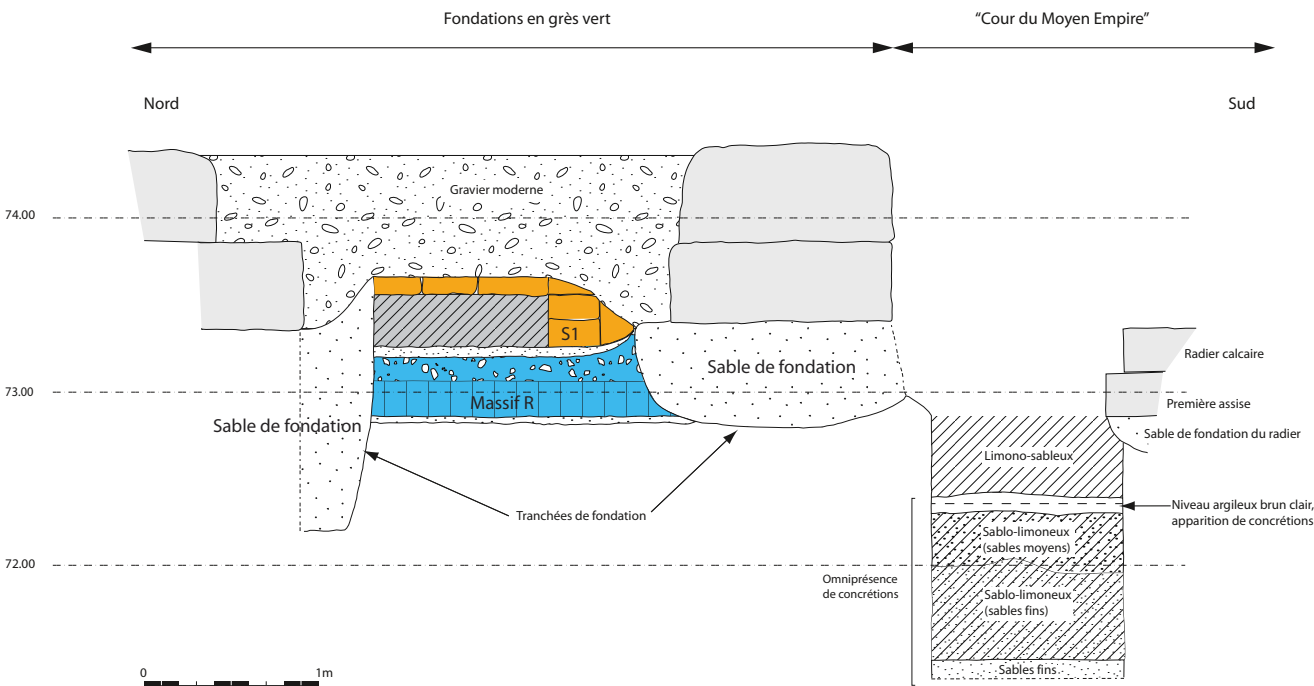 Fondations en grès vert
“Cour du Moyen Empire”
Nord
Sud
Gravier moderne
74.00
S1
Sable de fondation
Radier calcaire
73.00
Massif R
Première assise
Sable de fondation
Sable de fondation du radier
Limono-sableux
Tranchées de fondation
Niveau argileux brun clair,
apparition de concrétions
Sablo-limoneux
(sables moyens)
72.00
Omniprésence
de concrétions
Sablo-limoneux
(sables fins)
Sables fins
0
1m